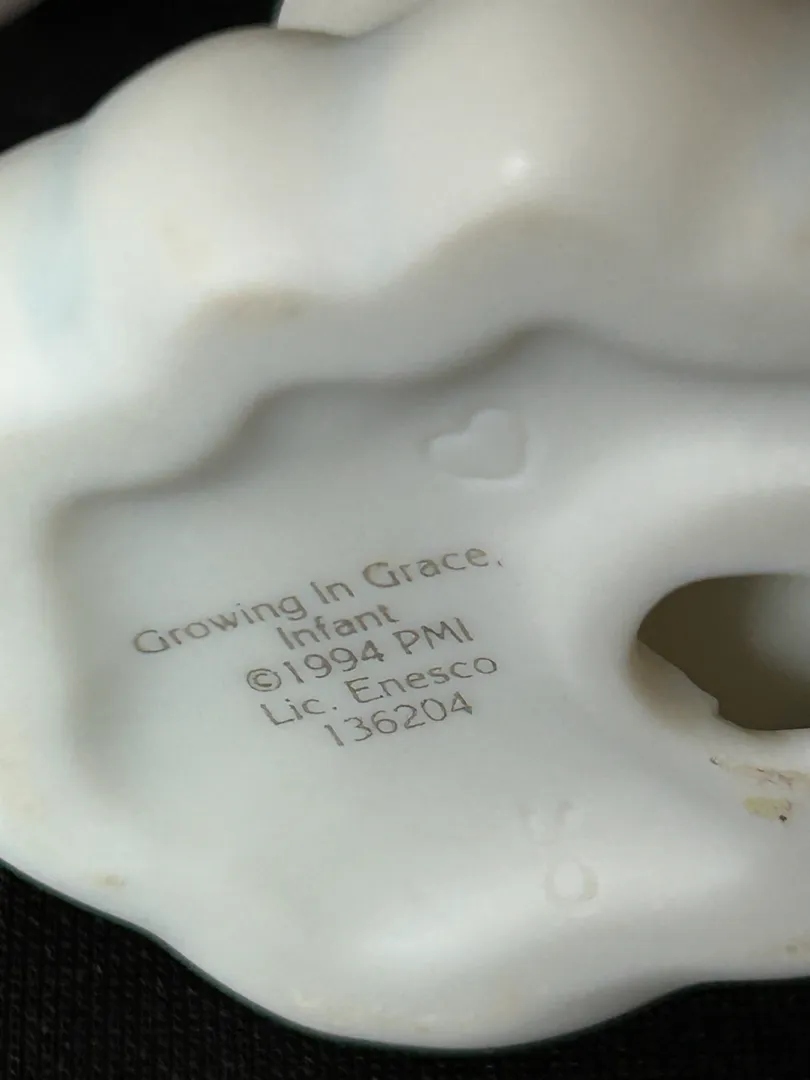 Growing In Grace,
Infant
©1994 PMI
Lic. Enesco
136204